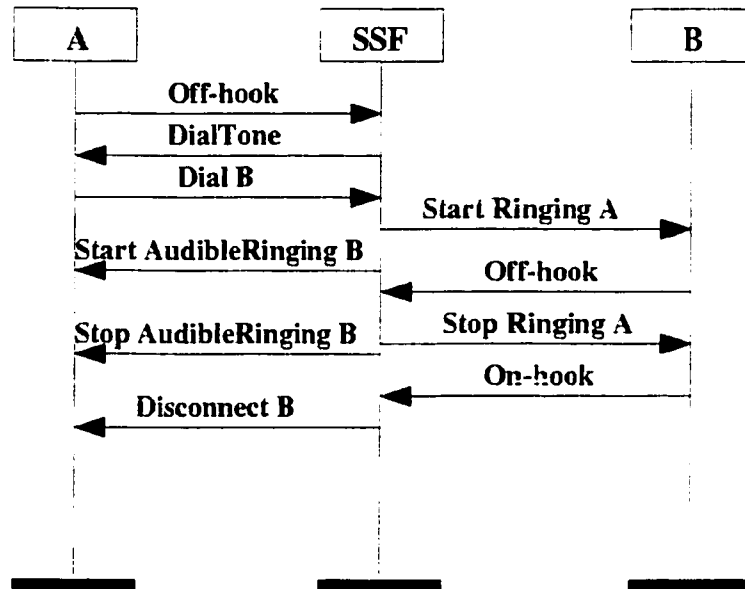 A
SSF
B
Off-hook
DialTone
Dial B
Start Ringing A
Start AudibleRinging B
Off-hook
Stop Ringing A
Stop AudibleRinging B
On-hook
Disconnect B